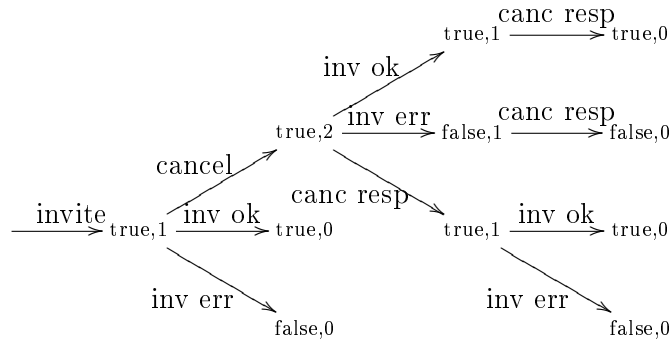 canc resp
true,1 true,0
inv ok
inv err canc resp
true,2 false,1 false,0
cancel
canc resp
invite inv ok inv ok
true,1 true,0 true,1 true,0
inv err inv err
false,0 false,0